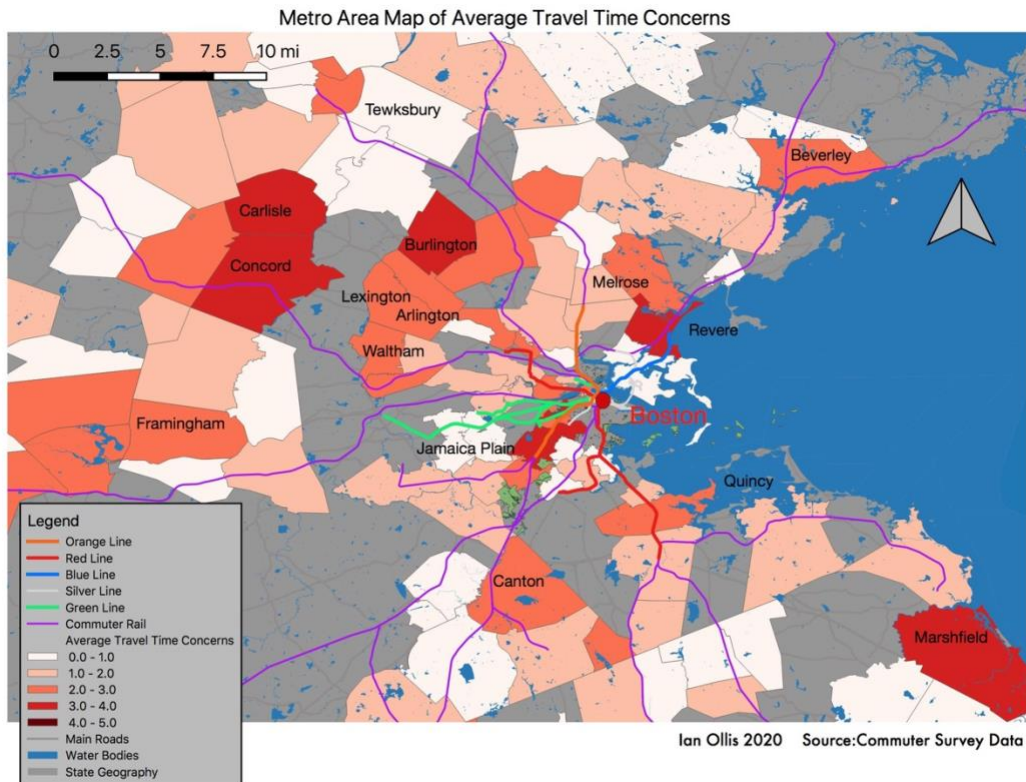 Metro Area Map of Average Travel Time Concerns
0 2.5 5 7.5 10 mi
Tewksbury
Beverley
Carlisle
Burlington
Concord
Melrose
Lexington
Arlington
Revere
Waltham
Boston
Framingham
Jamaica Plain
Quincy
Canton
Marshfield
Legend
Orange Line
Red Line
Blue Line
Silver Line
Green Line
Commuter Rail
Average Travel Time Concerns
0.0 - 1.0
1.0 - 2.0
2.0 - 3.0
3.0 - 4.0
4.0 - 5.0
Main Roads
Water Bodies
State Geography
Ian Ollis 2020 Source:Commuter Survey Data